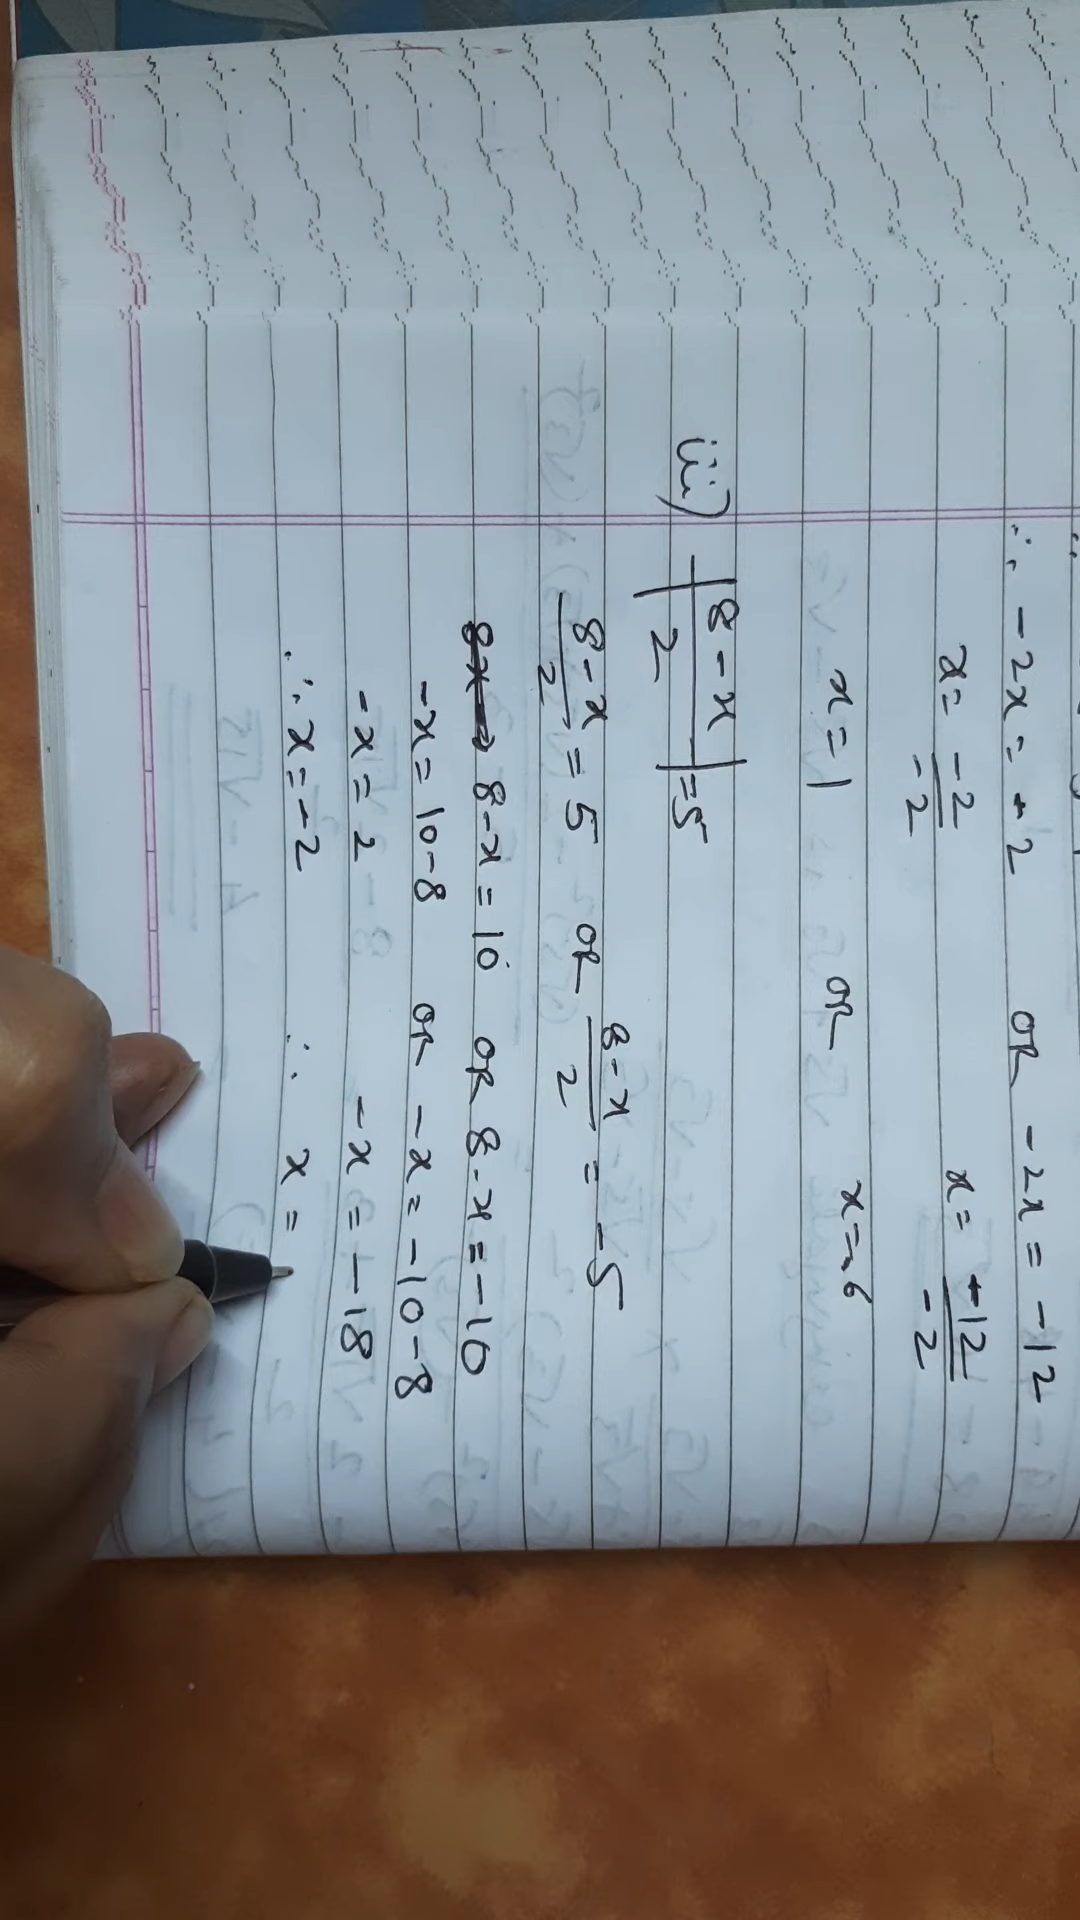 ∴ -2x = -2 OR -2x = -12
x = -2/-2 x = -12/-2
x = 1 OR x = 6
iii) |8-x/2| = 5
8-x/2 = 5 OR 8-x/2 = -5
8-x = 10 OR 8-x = -10
-x = 10-8 OR -x = -10-8
-x = 2 -x = -18
∴ x = -2 ∴ x =